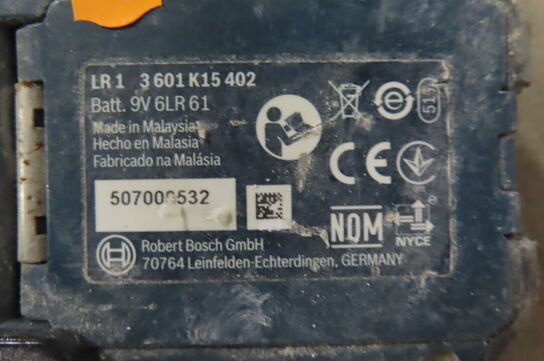 LR 1 3 601 K15 402
Batt. 9V 6LR 61
Made in Malaysia
Hecho en Malasia
Fabricado na Malásia
CE
NOM
NYCE
Robert Bosch GmbH
70764 Leinfelden-Echterdingen, GERMANY